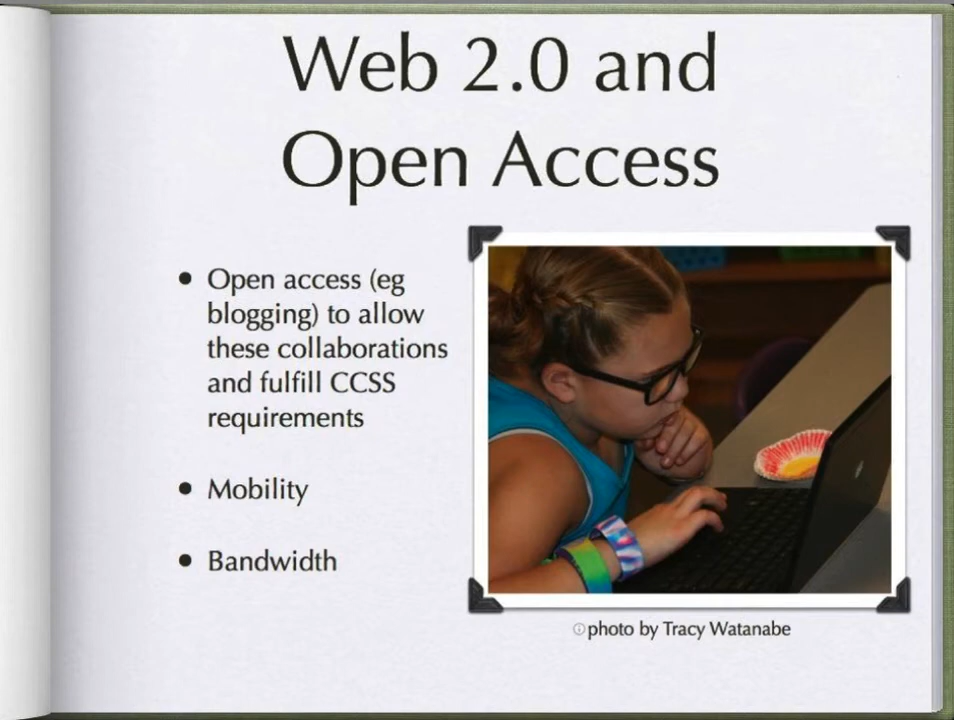 Web 2.0 and
Open Access
• Open access (eg
blogging) to allow
these collaborations
and fulfill CCSS
requirements
• Mobility
• Bandwidth
photo by Tracy Watanabe